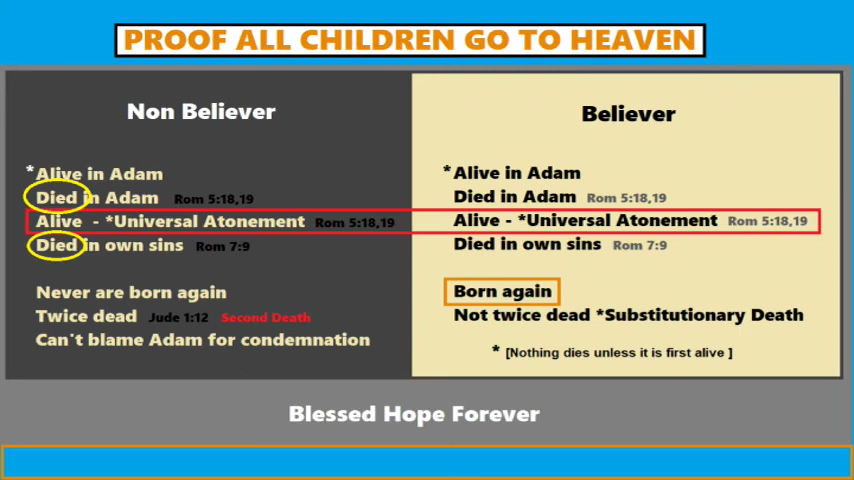 PROOF ALL CHILDREN GO TO HEAVEN
Non Believer
*Alive in Adam
Died in Adam Rom 5:18,19
Alive - *Universal Atonement Rom 5:18,19
Died in own sins Rom 7:9
Never are born again
Twice dead Jude 1:12 Second Death
Can't blame Adam for condemnation
Believer
*Alive in Adam
Died in Adam Rom 5:18,19
Alive - *Universal Atonement Rom 5:18,19
Died in own sins Rom 7:9
Born again
Not twice dead *Substitutionary Death
* [Nothing dies unless it is first alive ]
Blessed Hope Forever